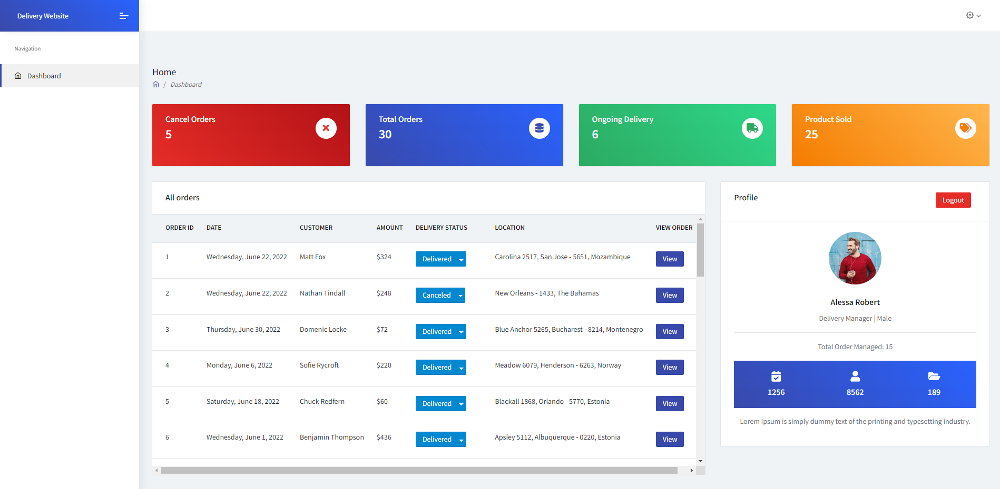 Delivery Website
Navigation
Dashboard
Home
/ Dashboard
Cancel Orders
5
Total Orders
30
Ongoing Delivery
6
Product Sold
25
All orders
ORDER ID DATE CUSTOMER AMOUNT DELIVERY STATUS LOCATION VIEW ORDER
1 Wednesday, June 22, 2022 Matt Fox $324 Delivered Carolina 2517, San Jose - 5651, Mozambique View
2 Wednesday, June 22, 2022 Nathan Tindall $248 Canceled New Orleans - 1433, The Bahamas View
3 Thursday, June 30, 2022 Domenic Locke $72 Delivered Blue Anchor 5265, Bucharest - 8214, Montenegro View
4 Monday, June 6, 2022 Sofie Rycroft $220 Delivered Meadow 6079, Henderson - 6263, Norway View
5 Saturday, June 18, 2022 Chuck Redfern $60 Delivered Blackall 1868, Orlando - 5770, Estonia View
6 Wednesday, June 1, 2022 Benjamin Thompson $436 Delivered Apsley 5112, Albuquerque - 0220, Estonia View
Profile
Logout
Alessa Robert
Delivery Manager | Male
Total Order Managed: 15
1256 8562 189
Lorem Ipsum is simply dummy text of the printing and typesetting industry.